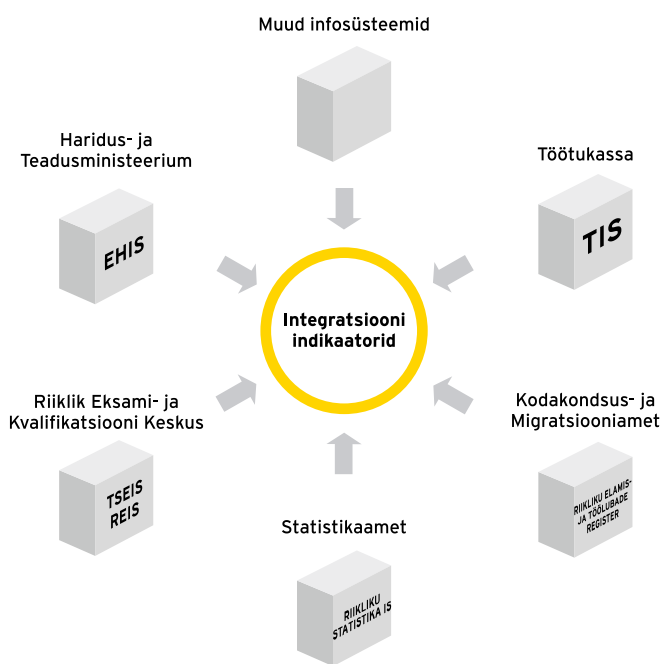 Muud infosüsteemid
Haridus- ja
Teadusministeerium
EHIS
Töötukassa
TIS
Integratsiooni
indikaatorid
Riiklik Eksami- ja
Kvalifikatsiooni Keskus
TSEIS
REIS
Kodakondsus- ja
Migratsiooniamet
RIIKLIKU ELAMIS-
JA TÖÖLUBADE
REGISTER
Statistikaamet
RIIKLIKU
STATISTIKA IS